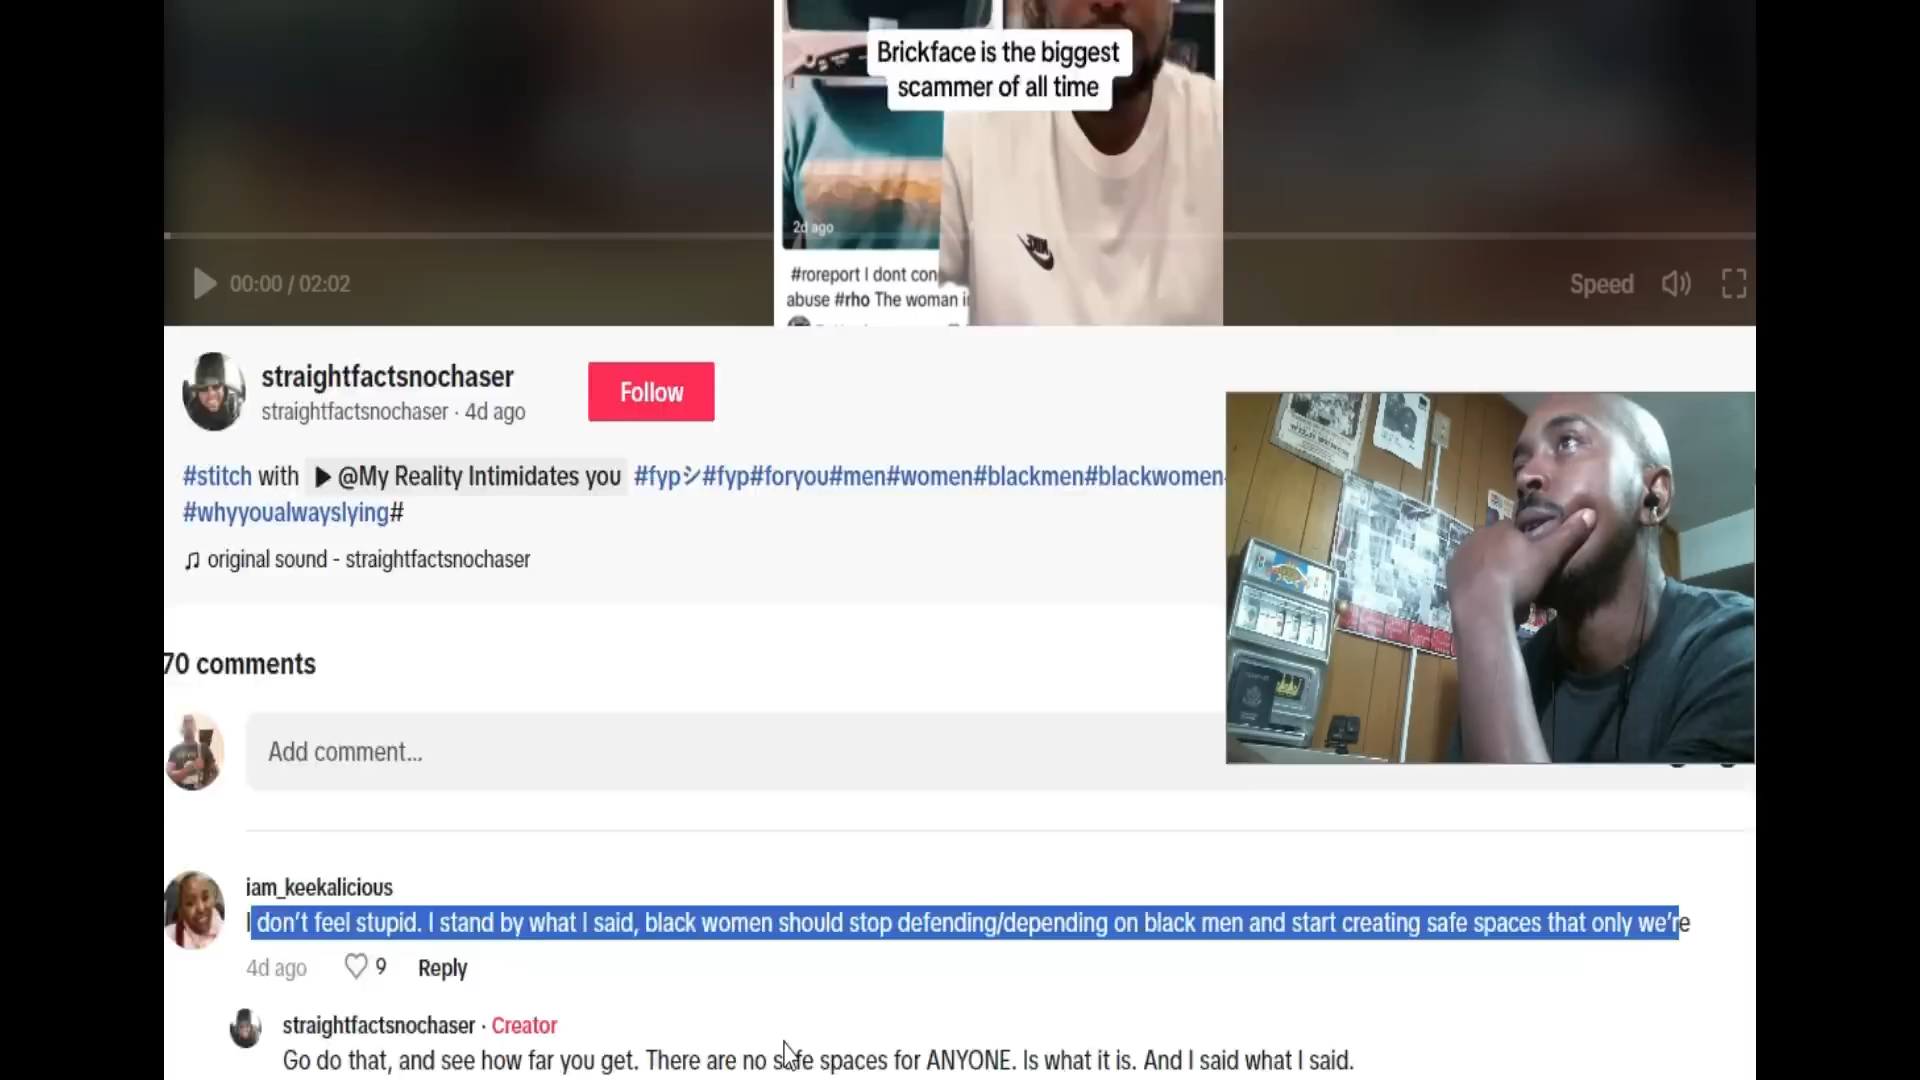 Brickface is the biggest
scammer of all time
2d ago
#roreport I dont con
abuse #rho The woman i
00:00 / 02:02
Speed
straightfactsnochaser
straightfactsnochaser · 4d ago
Follow
#stitch with ▶ @My Reality Intimidates you #fypシ#fyp#foryou#men#women#blackmen#blackwomen
#whyyoualwayslying#
♫ original sound - straightfactsnochaser
70 comments
Add comment...
iam_keekalicious
I don’t feel stupid. I stand by what I said, black women should stop defending/depending on black men and start creating safe spaces that only we’re
4d ago
9
Reply
straightfactsnochaser · Creator
Go do that, and see how far you get. There are no safe spaces for ANYONE. Is what it is. And I said what I said.